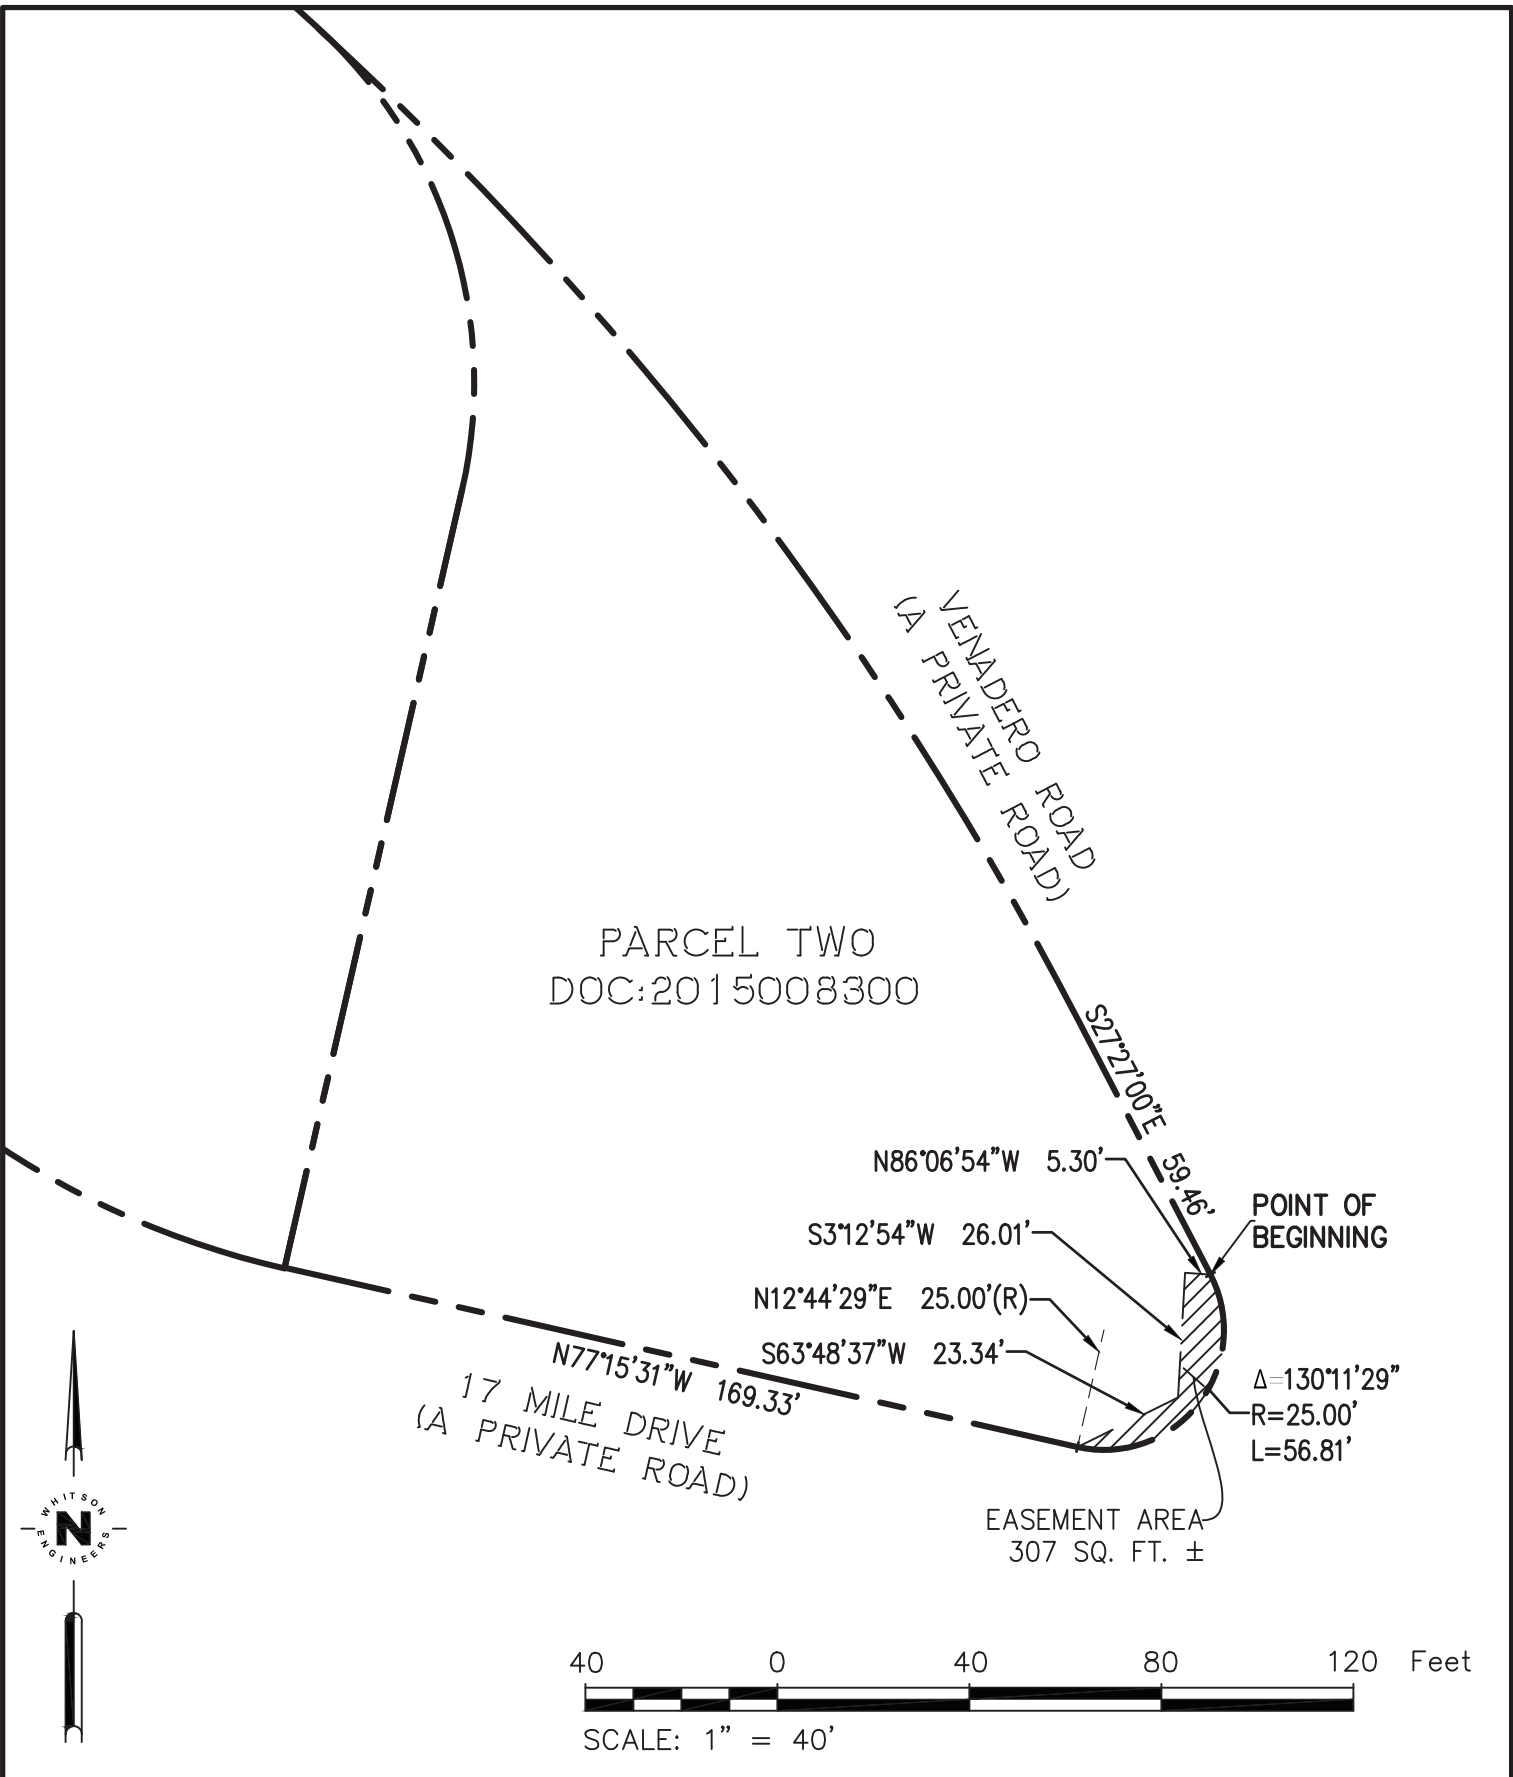 VENADERO ROAD
(A PRIVATE ROAD)
PARCEL TWO
DOC:2015008300
S27°27'00"E 59.46'
N86°06'54"W 5.30'
POINT OF
BEGINNING
S3°12'54"W 26.01'
N12°44'29"E 25.00'(R)
S63°48'37"W 23.34'
N77°15'31"W 169.33'
17 MILE DRIVE
(A PRIVATE ROAD)
Δ=130°11'29"
R=25.00'
L=56.81'
EASEMENT AREA
307 SQ. FT. ±
WHITSON
N
ENGINEERS
40 0 40 80 120 Feet
SCALE: 1" = 40'